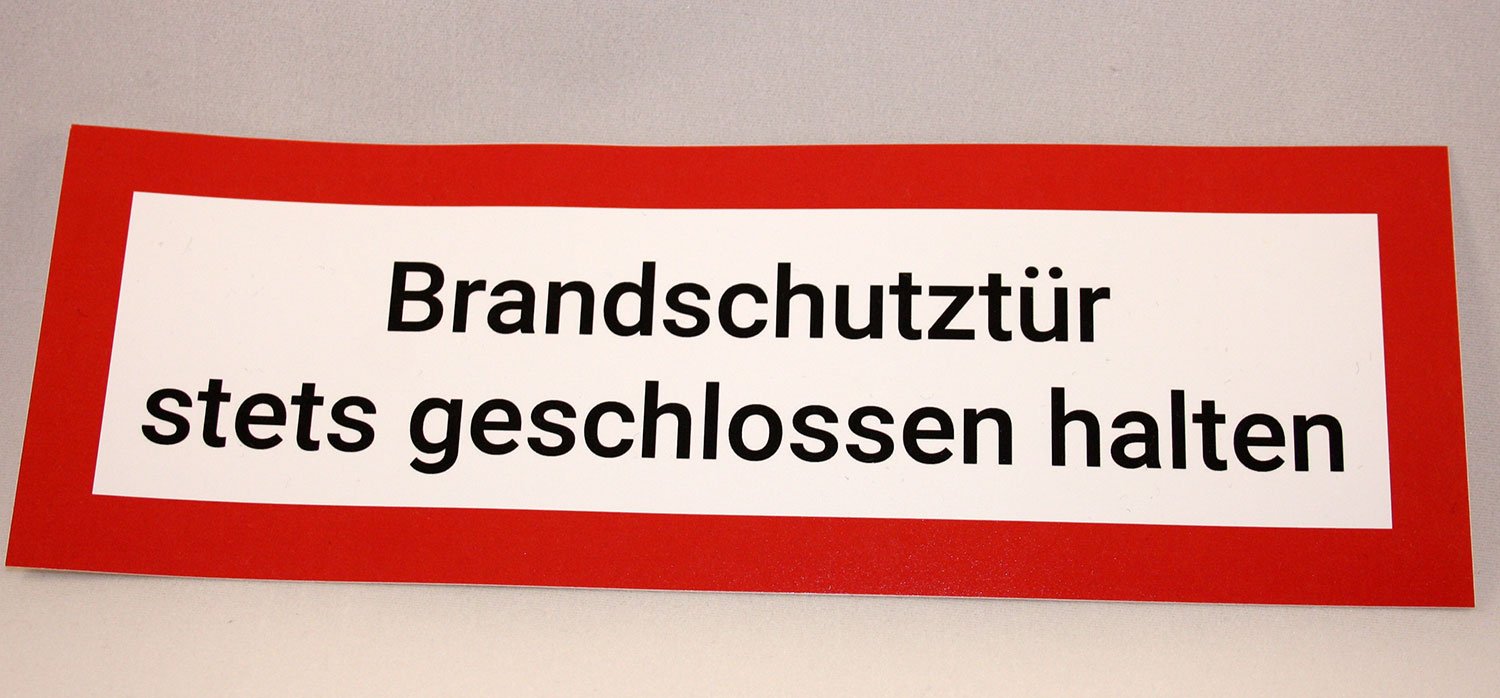 Brandschutztür
stets geschlossen halten